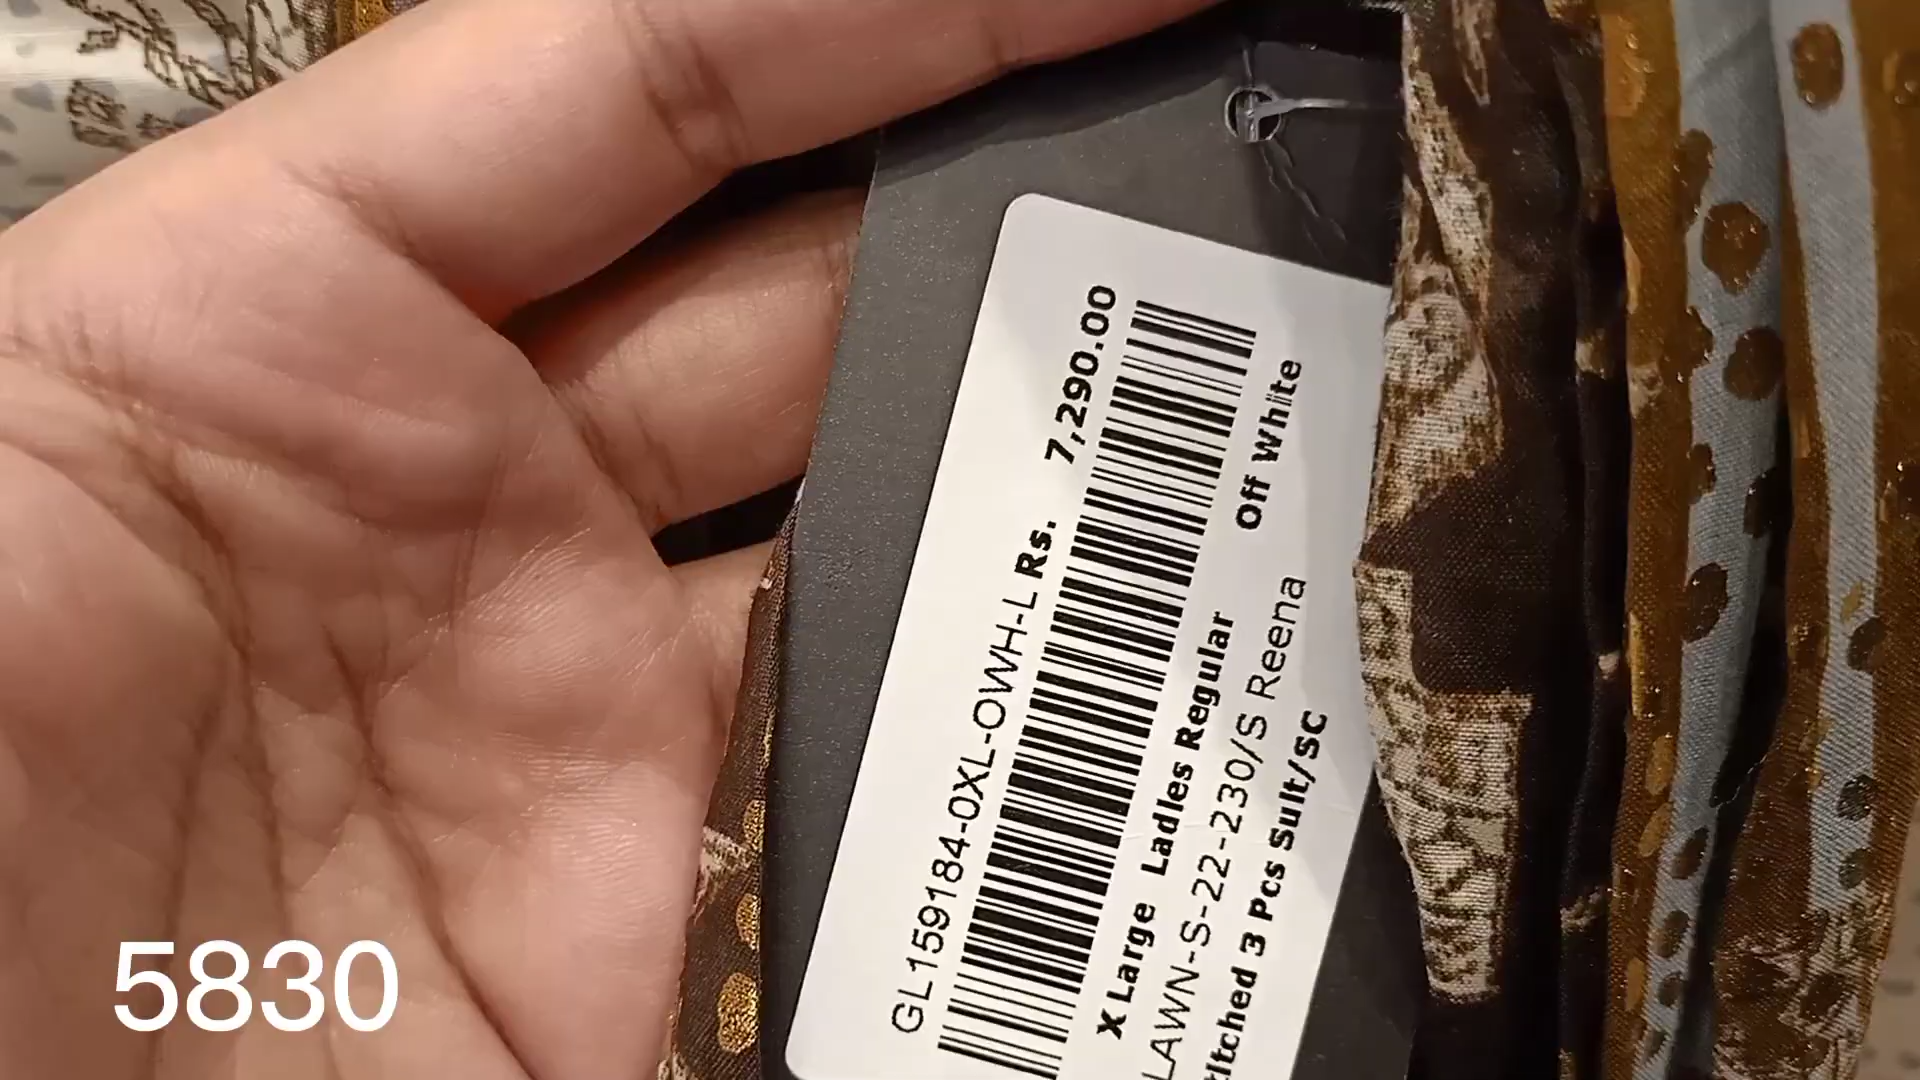 GL159184-0XL-OWH-L Rs. 7,290.00
X Large Ladies Regular Off White
LAWN-S-22-230/S Reena
titched 3 Pcs Suit/SC
5830